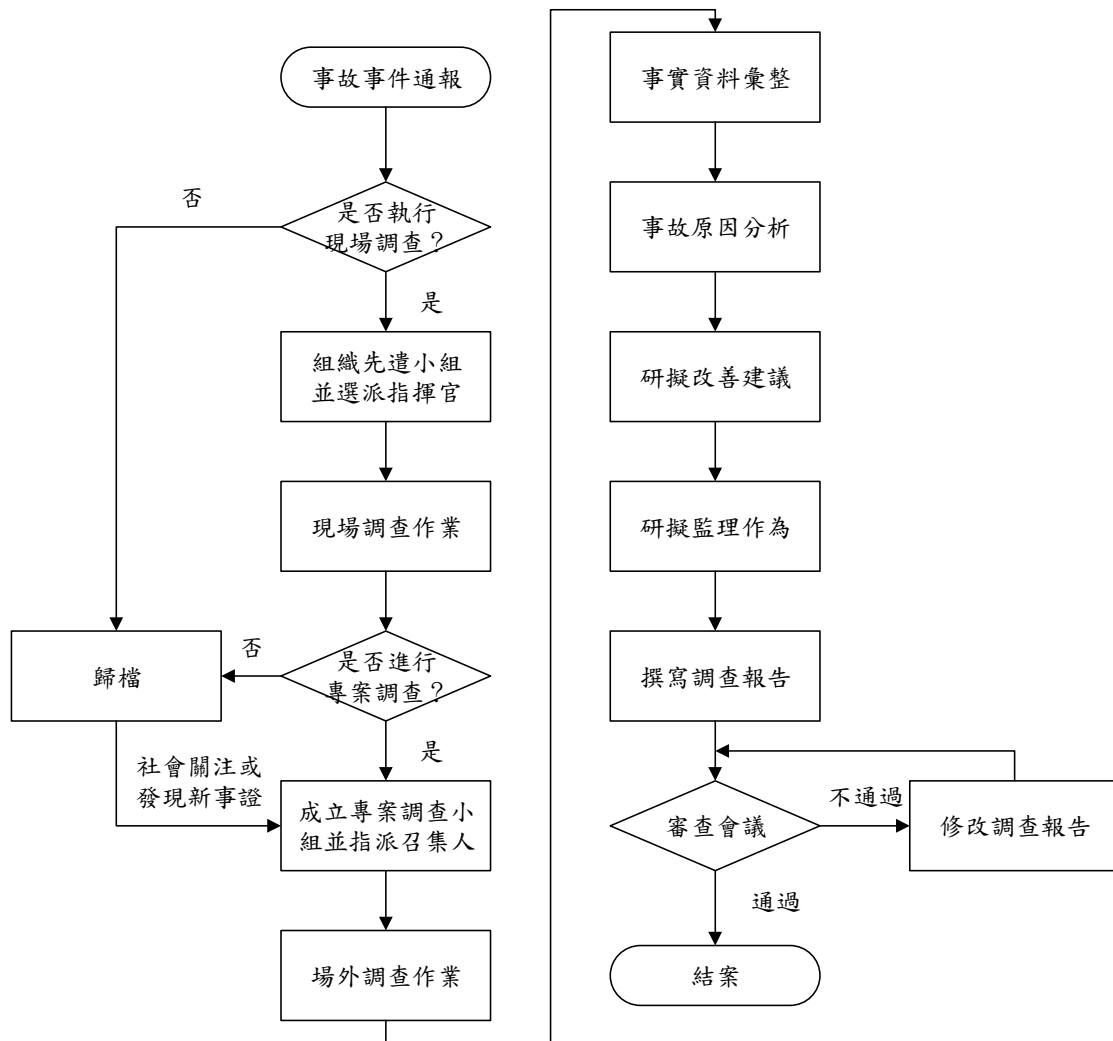 事故事件通報
否
是否執行
現場調查？
是
組織先遣小組
並選派指揮官
現場調查作業
歸檔
否
是否進行
專案調查？
是
社會關注或
發現新事證
成立專案調查小
組並指派召集人
場外調查作業
事實資料彙整
事故原因分析
研擬改善建議
研擬監理作為
撰寫調查報告
審查會議
不通過
修改調查報告
通過
結案